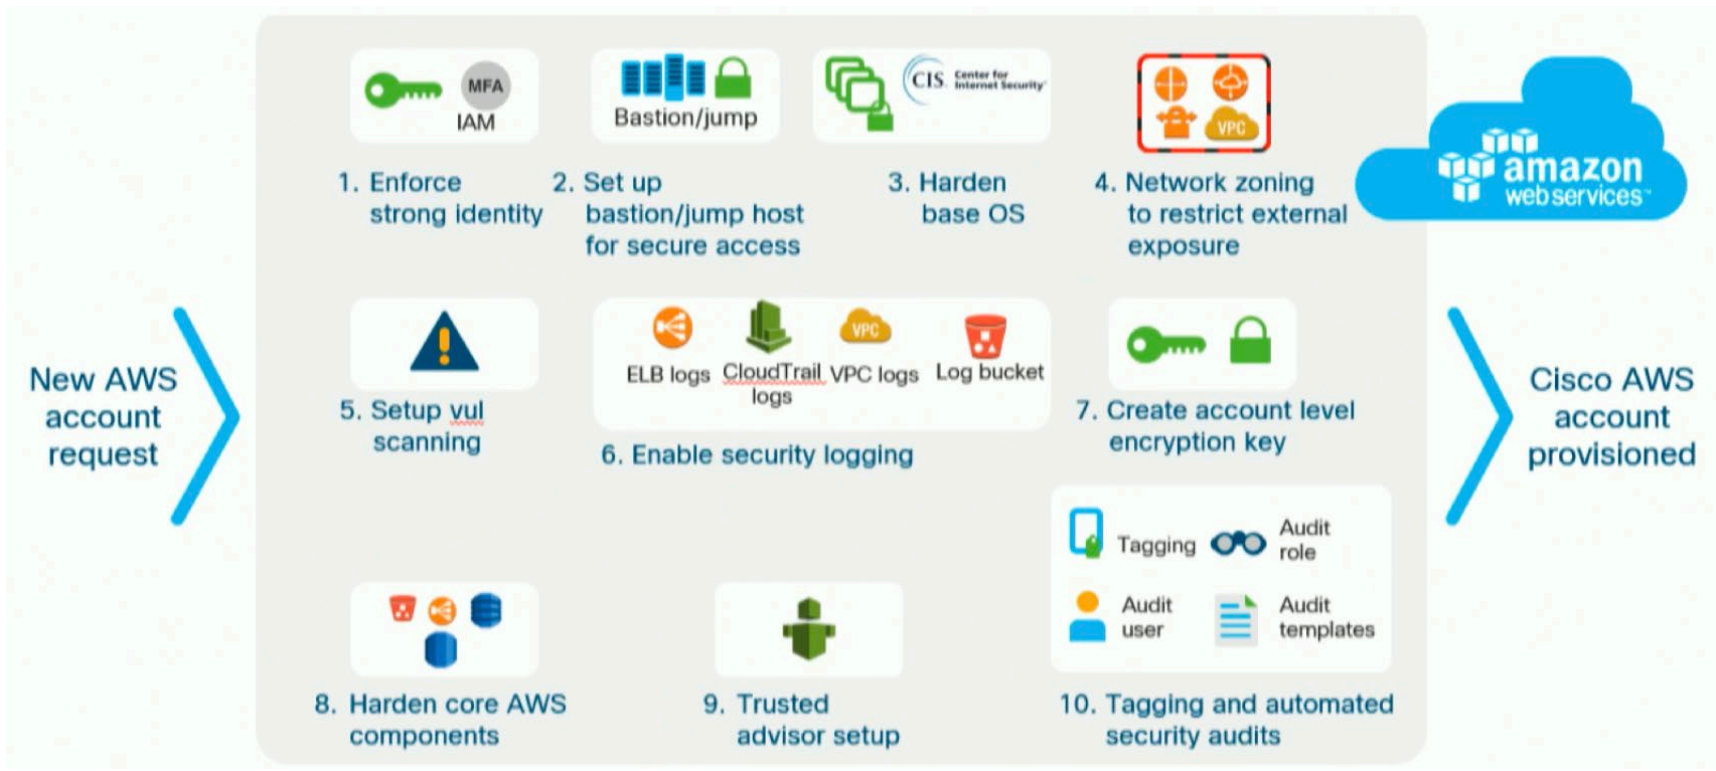 MFA
IAM
Bastion/jump
CIS
Center for
Internet Security
VPC
1. Enforce
strong identity
2. Set up
bastion/jump host
for secure access
3. Harden
base OS
4. Network zoning
to restrict external
exposure
amazon
web services™
New AWS
account
request
5. Setup vul
scanning
ELB logs
CloudTrail
logs
VPC
VPC logs
Log bucket
6. Enable security logging
7. Create account level
encryption key
Cisco AWS
account
provisioned
8. Harden core AWS
components
9. Trusted
advisor setup
Tagging
Audit
role
Audit
user
Audit
templates
10. Tagging and automated
security audits